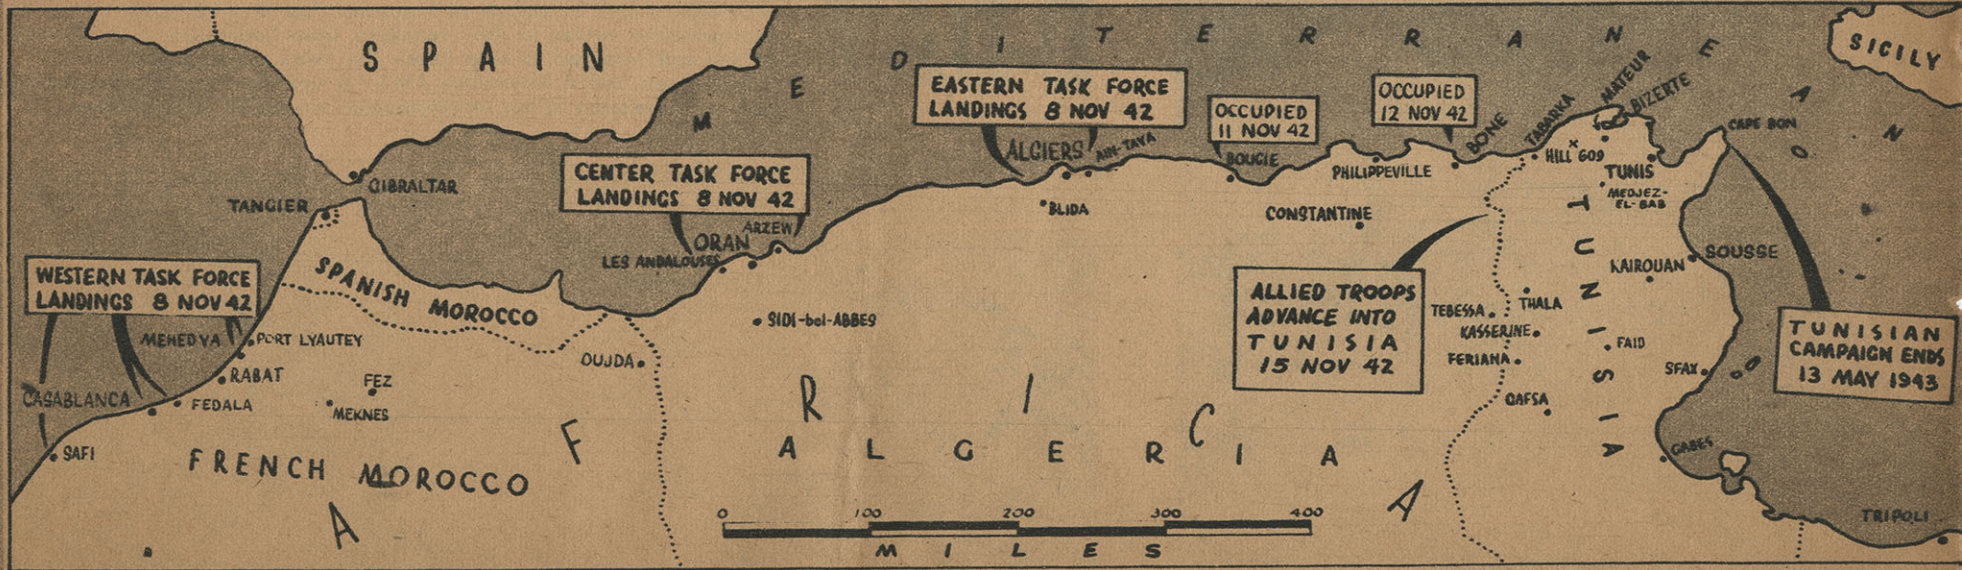 SPAIN
MEDITERRANEAN
SICILY
EASTERN TASK FORCE
LANDINGS 8 NOV 42
OCCUPIED
11 NOV 42
OCCUPIED
12 NOV 42
CENTER TASK FORCE
LANDINGS 8 NOV 42
WESTERN TASK FORCE
LANDINGS 8 NOV 42
GIBRALTAR
TANGIER
SPANISH MOROCCO
MEHEDYA
PORT LYAUTEY
RABAT
CASABLANCA
FEDALA
FEZ
MEKNES
SAFI
FRENCH MOROCCO
OUJDA
LES ANDALOUSES
ORAN
ARZEW
SIDI-bel-ABBES
ALGIERS
AIN-TAYA
BLIDA
BOUGIE
PHILIPPEVILLE
CONSTANTINE
BONE
TABARKA
MATEUR
BIZERTE
CAPE BON
HILL 609
TUNIS
MEDJEZ-
EL-BAB
TUNISIA
SOUSSE
KAIROUAN
ALLIED TROOPS
ADVANCE INTO
TUNISIA
15 NOV 42
TEBESSA
THALA
KASSERINE
FERIANA
FAID
SFAX
GAFSA
GABES
TUNISIAN
CAMPAIGN ENDS
13 MAY 1943
TRIPOLI
AFRICA
ALGERIA
0 100 200 300 400
MILES